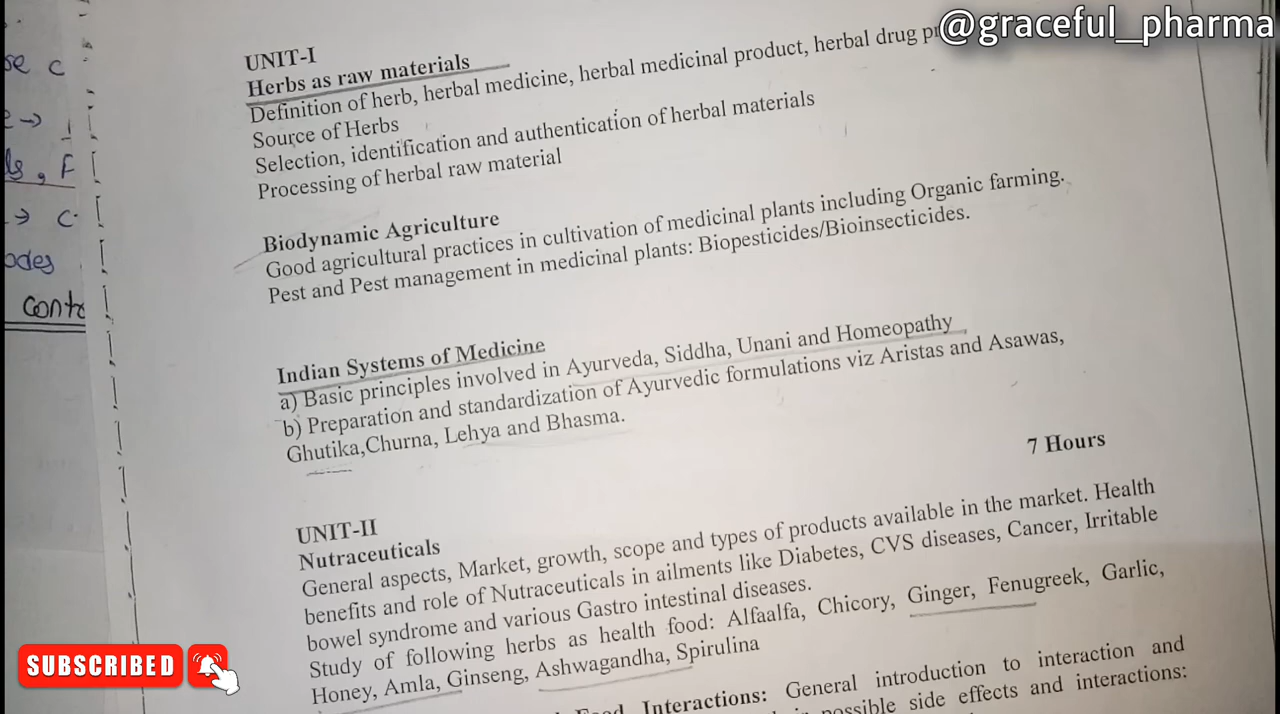 @graceful_pharma
se c
ls, F
c
odes
UNIT-I
Herbs as raw materials
Definition of herb, herbal medicine, herbal medicinal product, herbal drug
Source of Herbs
Selection, identification and authentication of herbal materials
Processing of herbal raw material
Biodynamic Agriculture
Good agricultural practices in cultivation of medicinal plants including Organic farming.
Pest and Pest management in medicinal plants: Biopesticides/Bioinsecticides.
Indian Systems of Medicine
a) Basic principles involved in Ayurveda, Siddha, Unani and Homeopathy
b) Preparation and standardization of Ayurvedic formulations viz Aristas and Asawas,
Ghutika,Churna, Lehya and Bhasma.
7 Hours
UNIT-II
Nutraceuticals
General aspects, Market, growth, scope and types of products available in the market. Health
benefits and role of Nutraceuticals in ailments like Diabetes, CVS diseases, Cancer, Irritable
bowel syndrome and various Gastro intestinal diseases.
Study of following herbs as health food: Alfaalfa, Chicory, Ginger, Fenugreek, Garlic,
Honey, Amla, Ginseng, Ashwagandha, Spirulina
Interactions: General introduction to interaction and
possible side effects and interactions:
SUBSCRIBED